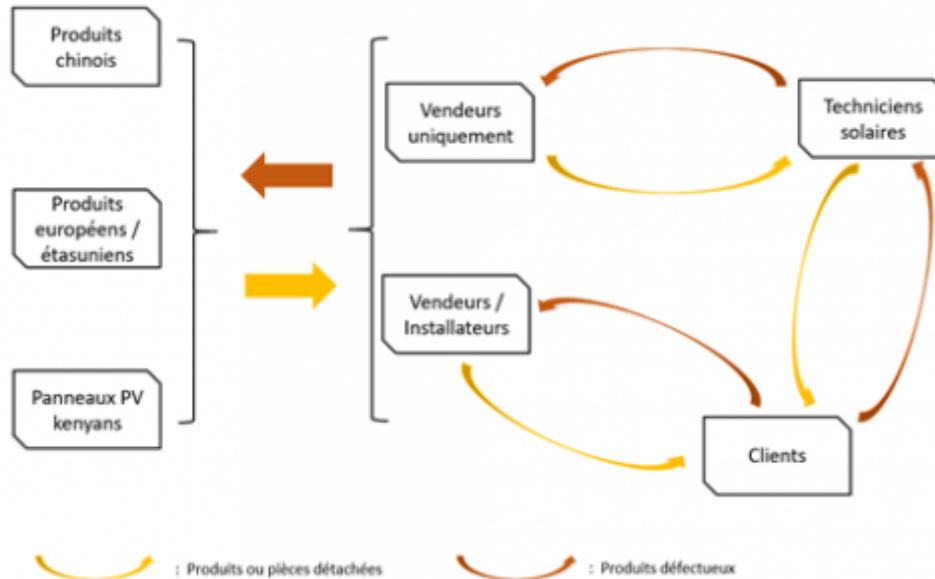 Produits
chinois
Produits
européens /
étasuniens
Panneaux PV
kenyans
Vendeurs
uniquement
Vendeurs /
Installateurs
Techniciens
solaires
Clients
: Produits ou pièces détachées
: Produits défectueux